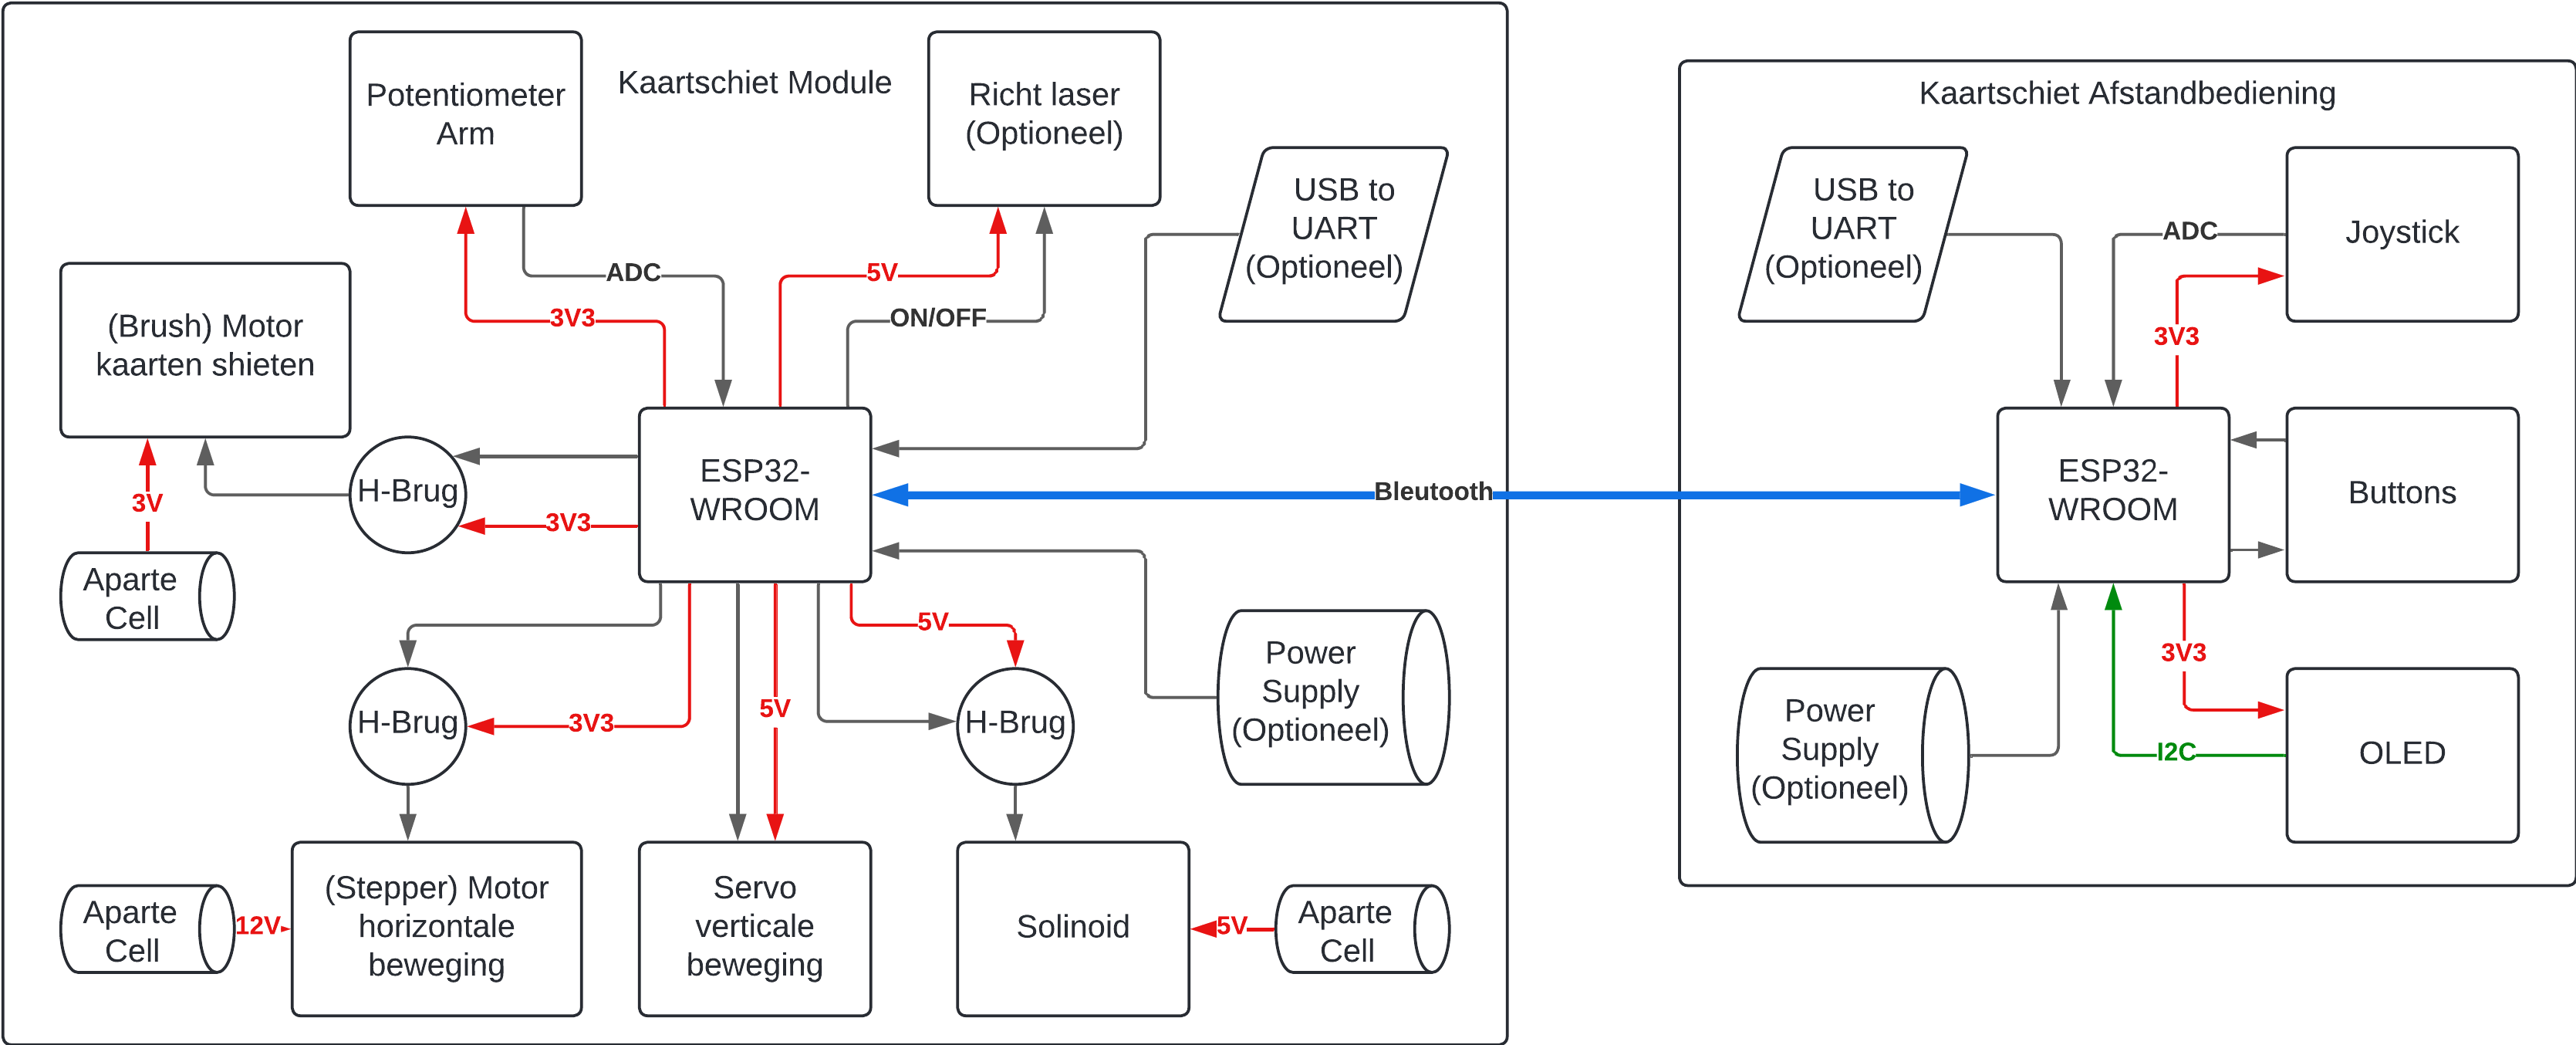 Kaartschiet Module
Potentiometer
Arm
Richt laser
(Optioneel)
USB to
UART
(Optioneel)
ADC
5V
3V3
ON/OFF
(Brush) Motor
kaarten shieten
3V
Aparte
Cell
H-Brug
3V3
ESP32-
WROOM
Bleutooth
H-Brug
3V3
5V
5V
H-Brug
Power
Supply
(Optioneel)
Aparte
Cell
12V
(Stepper) Motor
horizontale
beweging
Servo
verticale
beweging
Solinoid
5V
Aparte
Cell
Kaartschiet Afstandbediening
USB to
UART
(Optioneel)
ADC
Joystick
3V3
ESP32-
WROOM
Buttons
3V3
Power
Supply
(Optioneel)
I2C
OLED